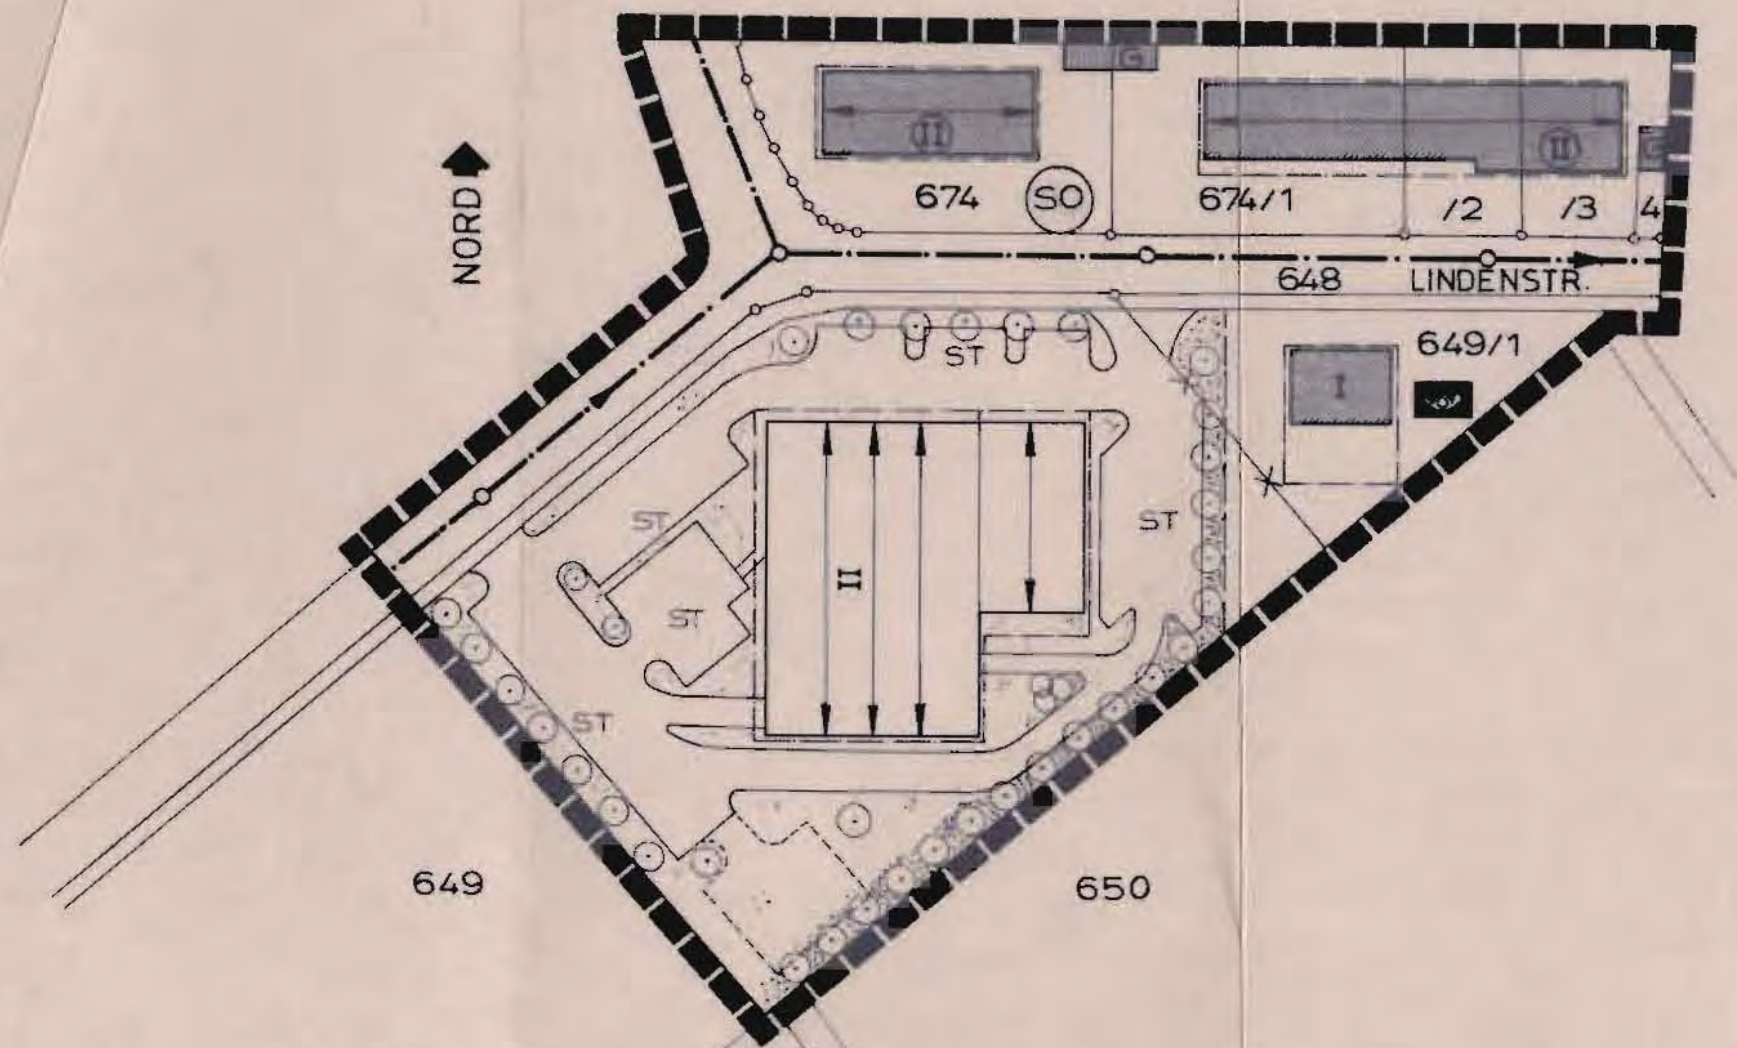 G
II
II
G
NORD
674
SO
674/1
/2
/3
4
648
LINDENSTR.
649/1
ST
I
ST
ST
II
ST
ST
649
650